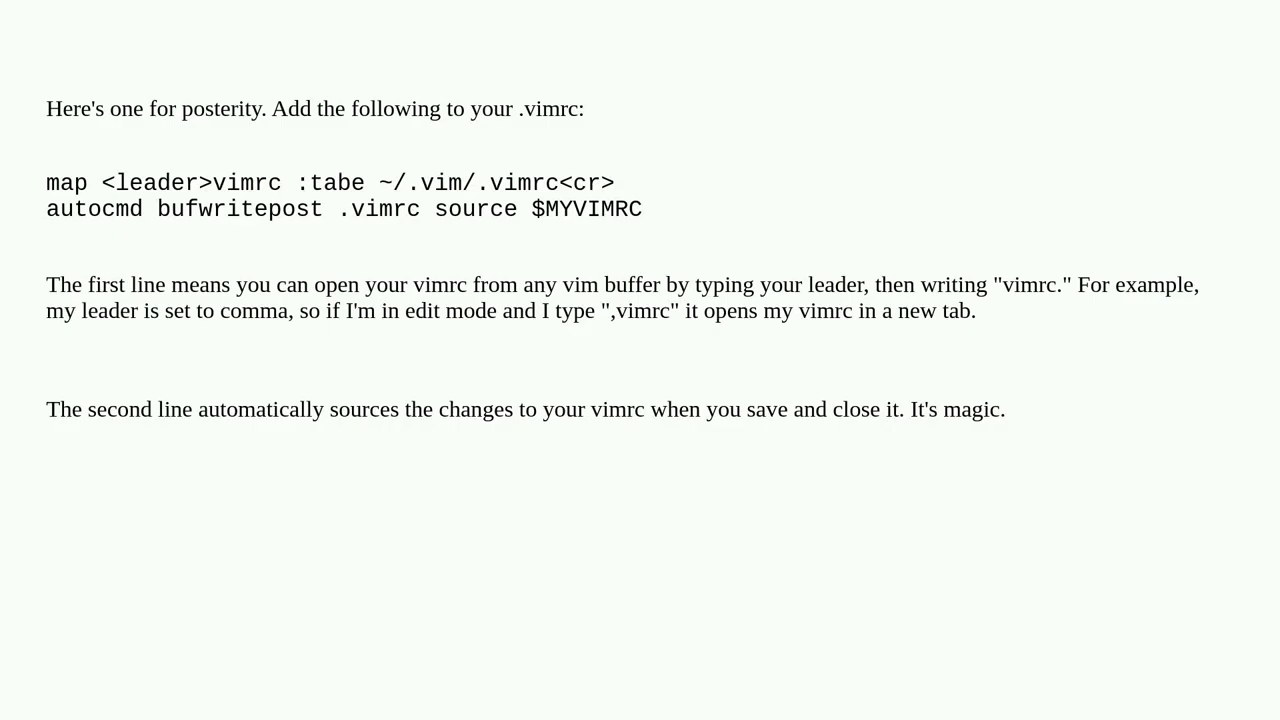 Here's one for posterity. Add the following to your .vimrc:
map <leader>vimrc :tabe ~/.vim/.vimrc<cr>
autocmd bufwritepost .vimrc source $MYVIMRC
The first line means you can open your vimrc from any vim buffer by typing your leader, then writing "vimrc." For example,
my leader is set to comma, so if I'm in edit mode and I type ",vimrc" it opens my vimrc in a new tab.
The second line automatically sources the changes to your vimrc when you save and close it. It's magic.